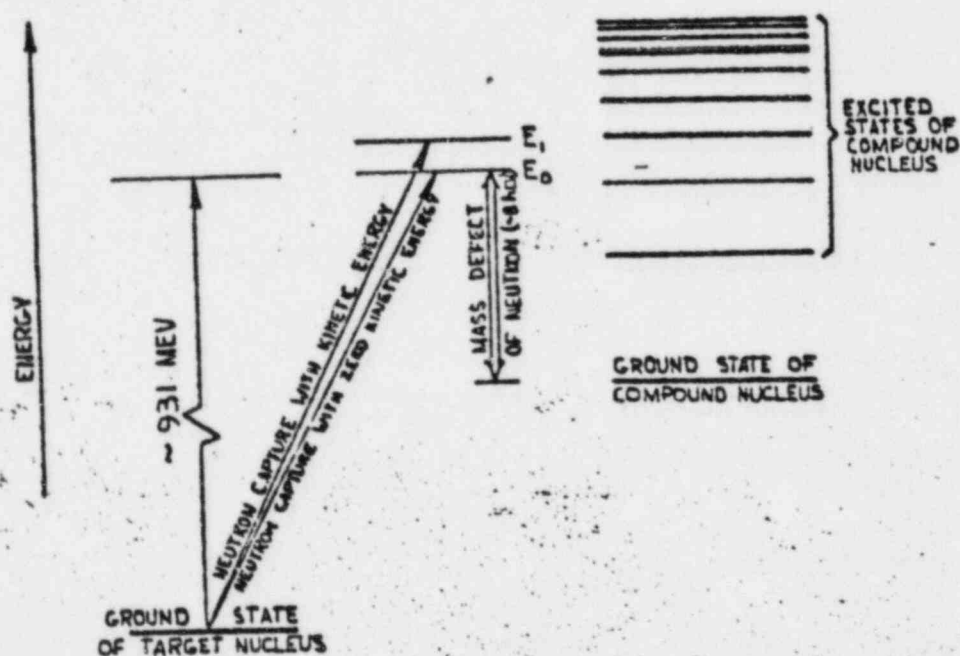 EXCITED
STATES OF
COMPOUND
NUCLEUS
E₁
E₀
MASS DEFECT
OF NEUTRON
ENERGY
~ 931 MEV
NEUTRON CAPTURE WITH KINETIC ENERGY
NEUTRON CAPTURE WITH ZERO KINETIC ENERGY
GROUND STATE OF
COMPOUND NUCLEUS
GROUND STATE
OF TARGET NUCLEUS